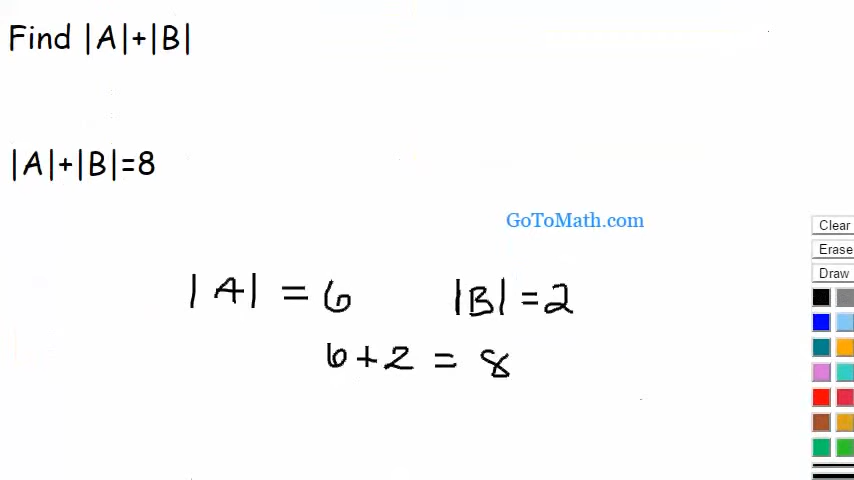 Find |A|+|B|
|A|+|B|=8
GoToMath.com
Clear
Erase
Draw
|A| = 6 |B| = 2
6 + 2 = 8